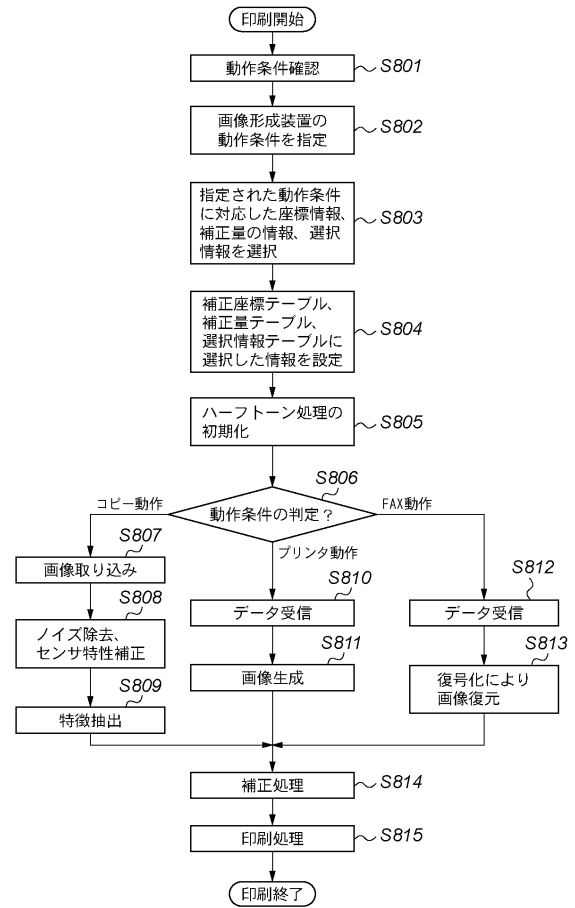 印刷開始
動作条件確認
S801
画像形成装置の
動作条件を指定
S802
指定された動作条件
に対応した座標情報、
補正量の情報、選択
情報を選択
S803
補正座標テーブル、
補正量テーブル、
選択情報テーブルに
選択した情報を設定
S804
ハーフトーン処理の
初期化
S805
動作条件の判定？
S806
コピー動作
プリンタ動作
FAX動作
画像取り込み
S807
ノイズ除去、
センサ特性補正
S808
特徴抽出
S809
データ受信
S810
画像生成
S811
データ受信
S812
復号化により
画像復元
S813
補正処理
S814
印刷処理
S815
印刷終了